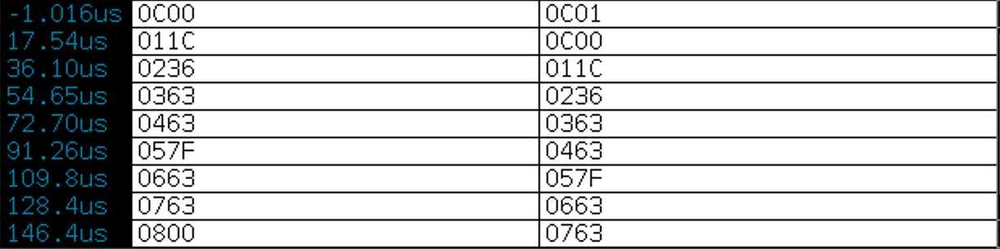 -1.016us 0C00 0C01
17.54us 011C 0C00
36.10us 0236 011C
54.65us 0363 0236
72.70us 0463 0363
91.26us 057F 0463
109.8us 0663 057F
128.4us 0763 0663
146.4us 0800 0763